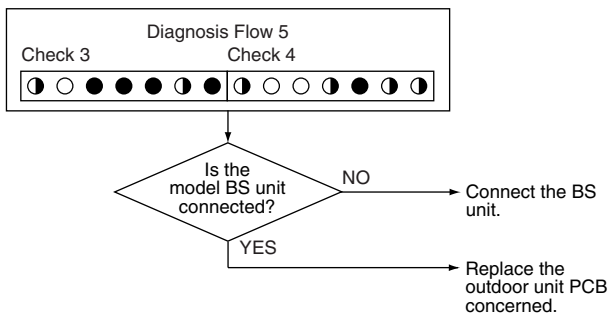 Diagnosis Flow 5
Check 3
Check 4
Is the
model BS unit
connected?
NO
Connect the BS
unit.
YES
Replace the
outdoor unit PCB
concerned.